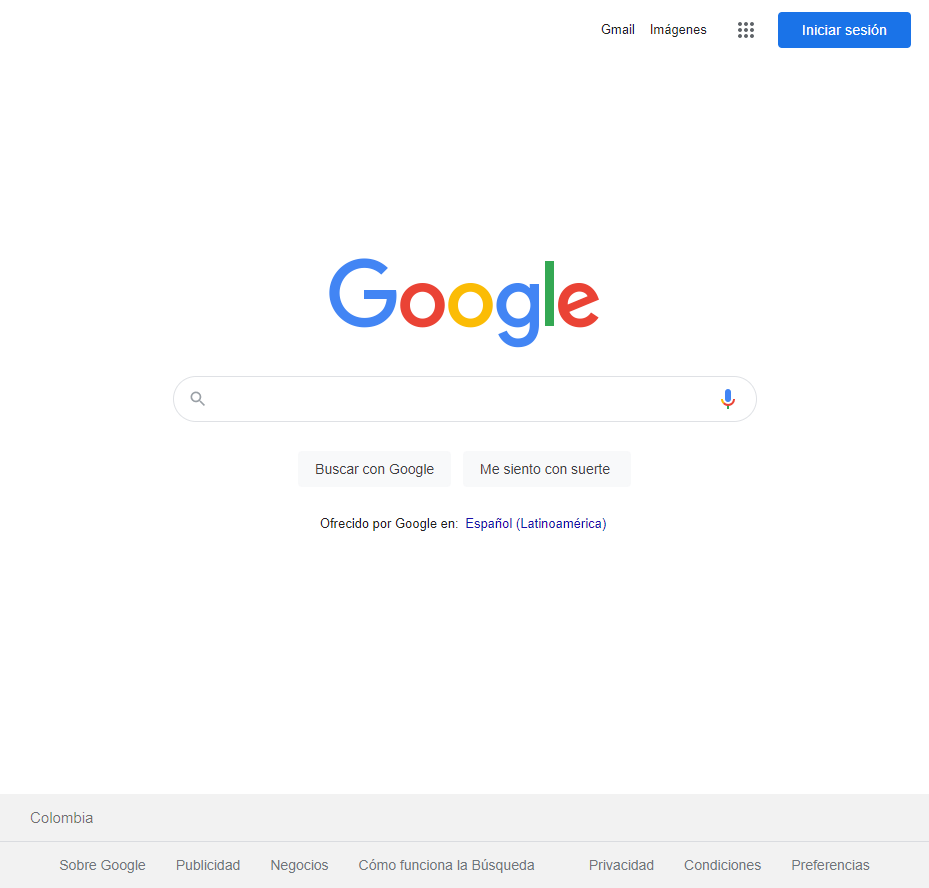 Gmail Imágenes Iniciar sesión
Google
Buscar con Google Me siento con suerte
Ofrecido por Google en: Español (Latinoamérica)
Colombia
Sobre Google Publicidad Negocios Cómo funciona la Búsqueda Privacidad Condiciones Preferencias